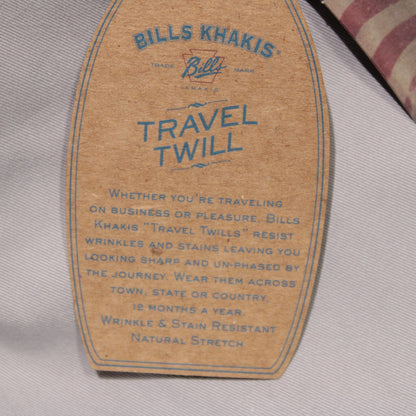 BILLS KHAKIS
TRADE Bills MARK
KHAKIS
TRAVEL
TWILL
WHETHER YOU'RE TRAVELING
ON BUSINESS OR PLEASURE, BILLS
KHAKIS "TRAVEL TWILLS" RESIST
WRINKLES AND STAINS LEAVING YOU
LOOKING SHARP AND UN-PHASED BY
THE JOURNEY. WEAR THEM ACROSS
TOWN, STATE OR COUNTRY,
12 MONTHS A YEAR.
WRINKLE & STAIN RESISTANT
NATURAL STRETCH